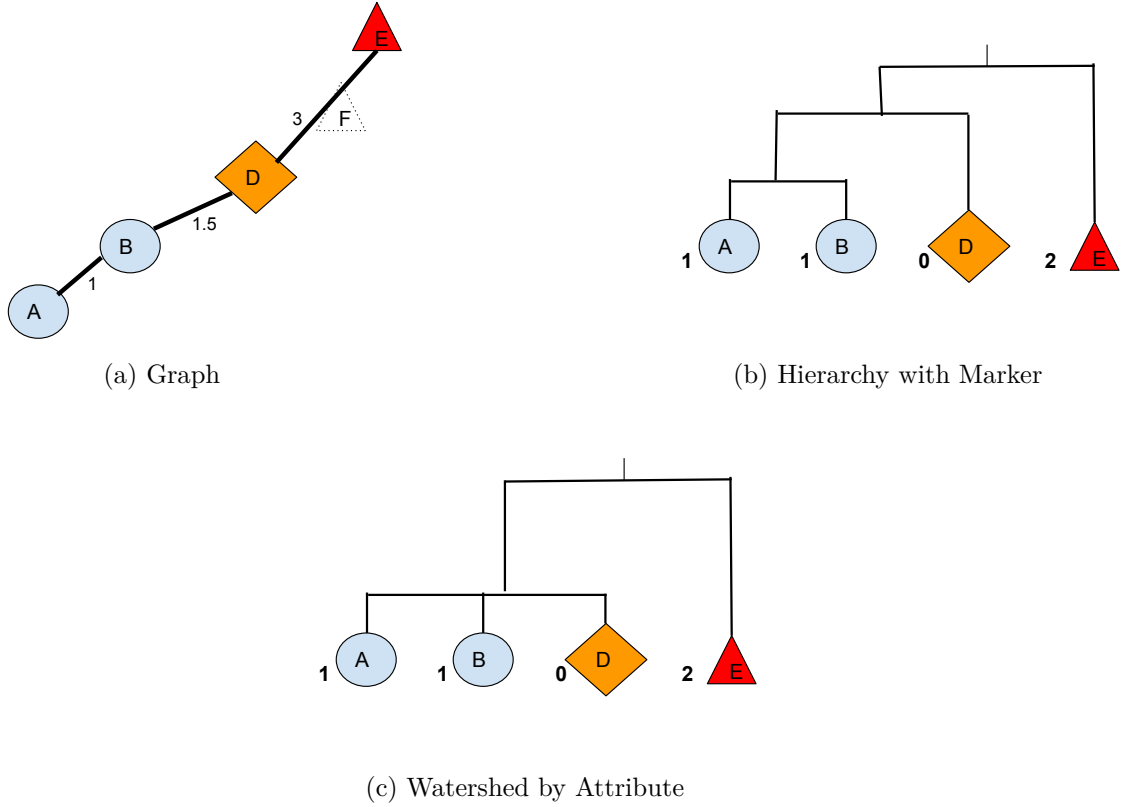 E
3
F
D
1.5
B
1
A
(a) Graph
1 A 1 B 0 D 2 E
(b) Hierarchy with Marker
1 A 1 B 0 D 2 E
(c) Watershed by Attribute